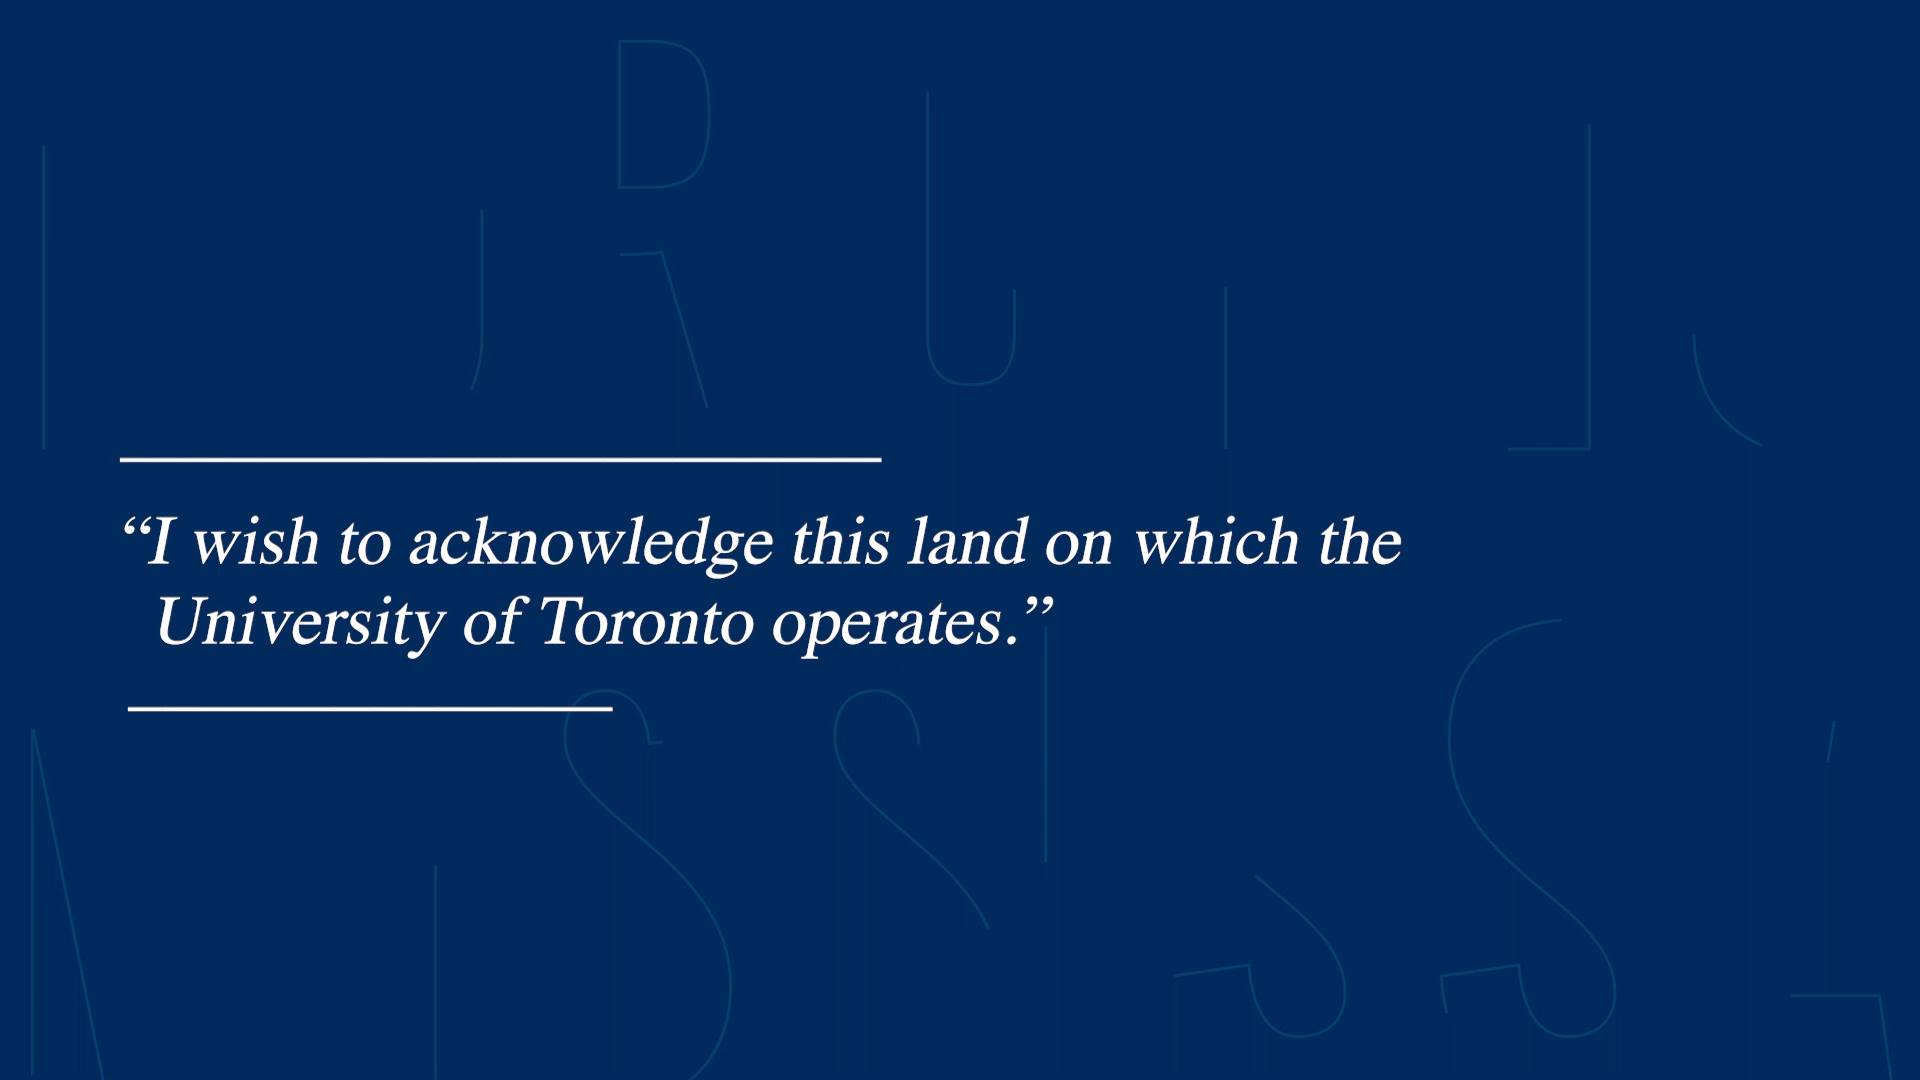 “I wish to acknowledge this land on which the
University of Toronto operates.”